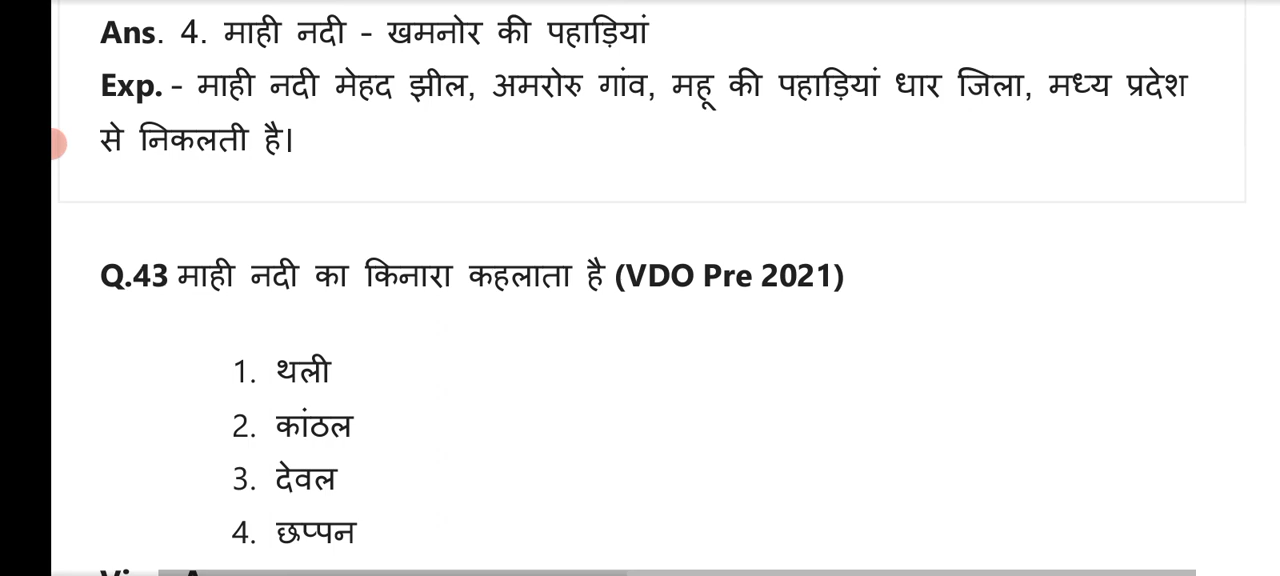 Ans. 4. माही नदी - खमनोर की पहाड़ियां
Exp. - माही नदी मेहद झील, अमरोरु गांव, महू की पहाड़ियां धार जिला, मध्य प्रदेश
से निकलती है।
Q.43 माही नदी का किनारा कहलाता है (VDO Pre 2021)
1. थली
2. कांठल
3. देवल
4. छप्पन